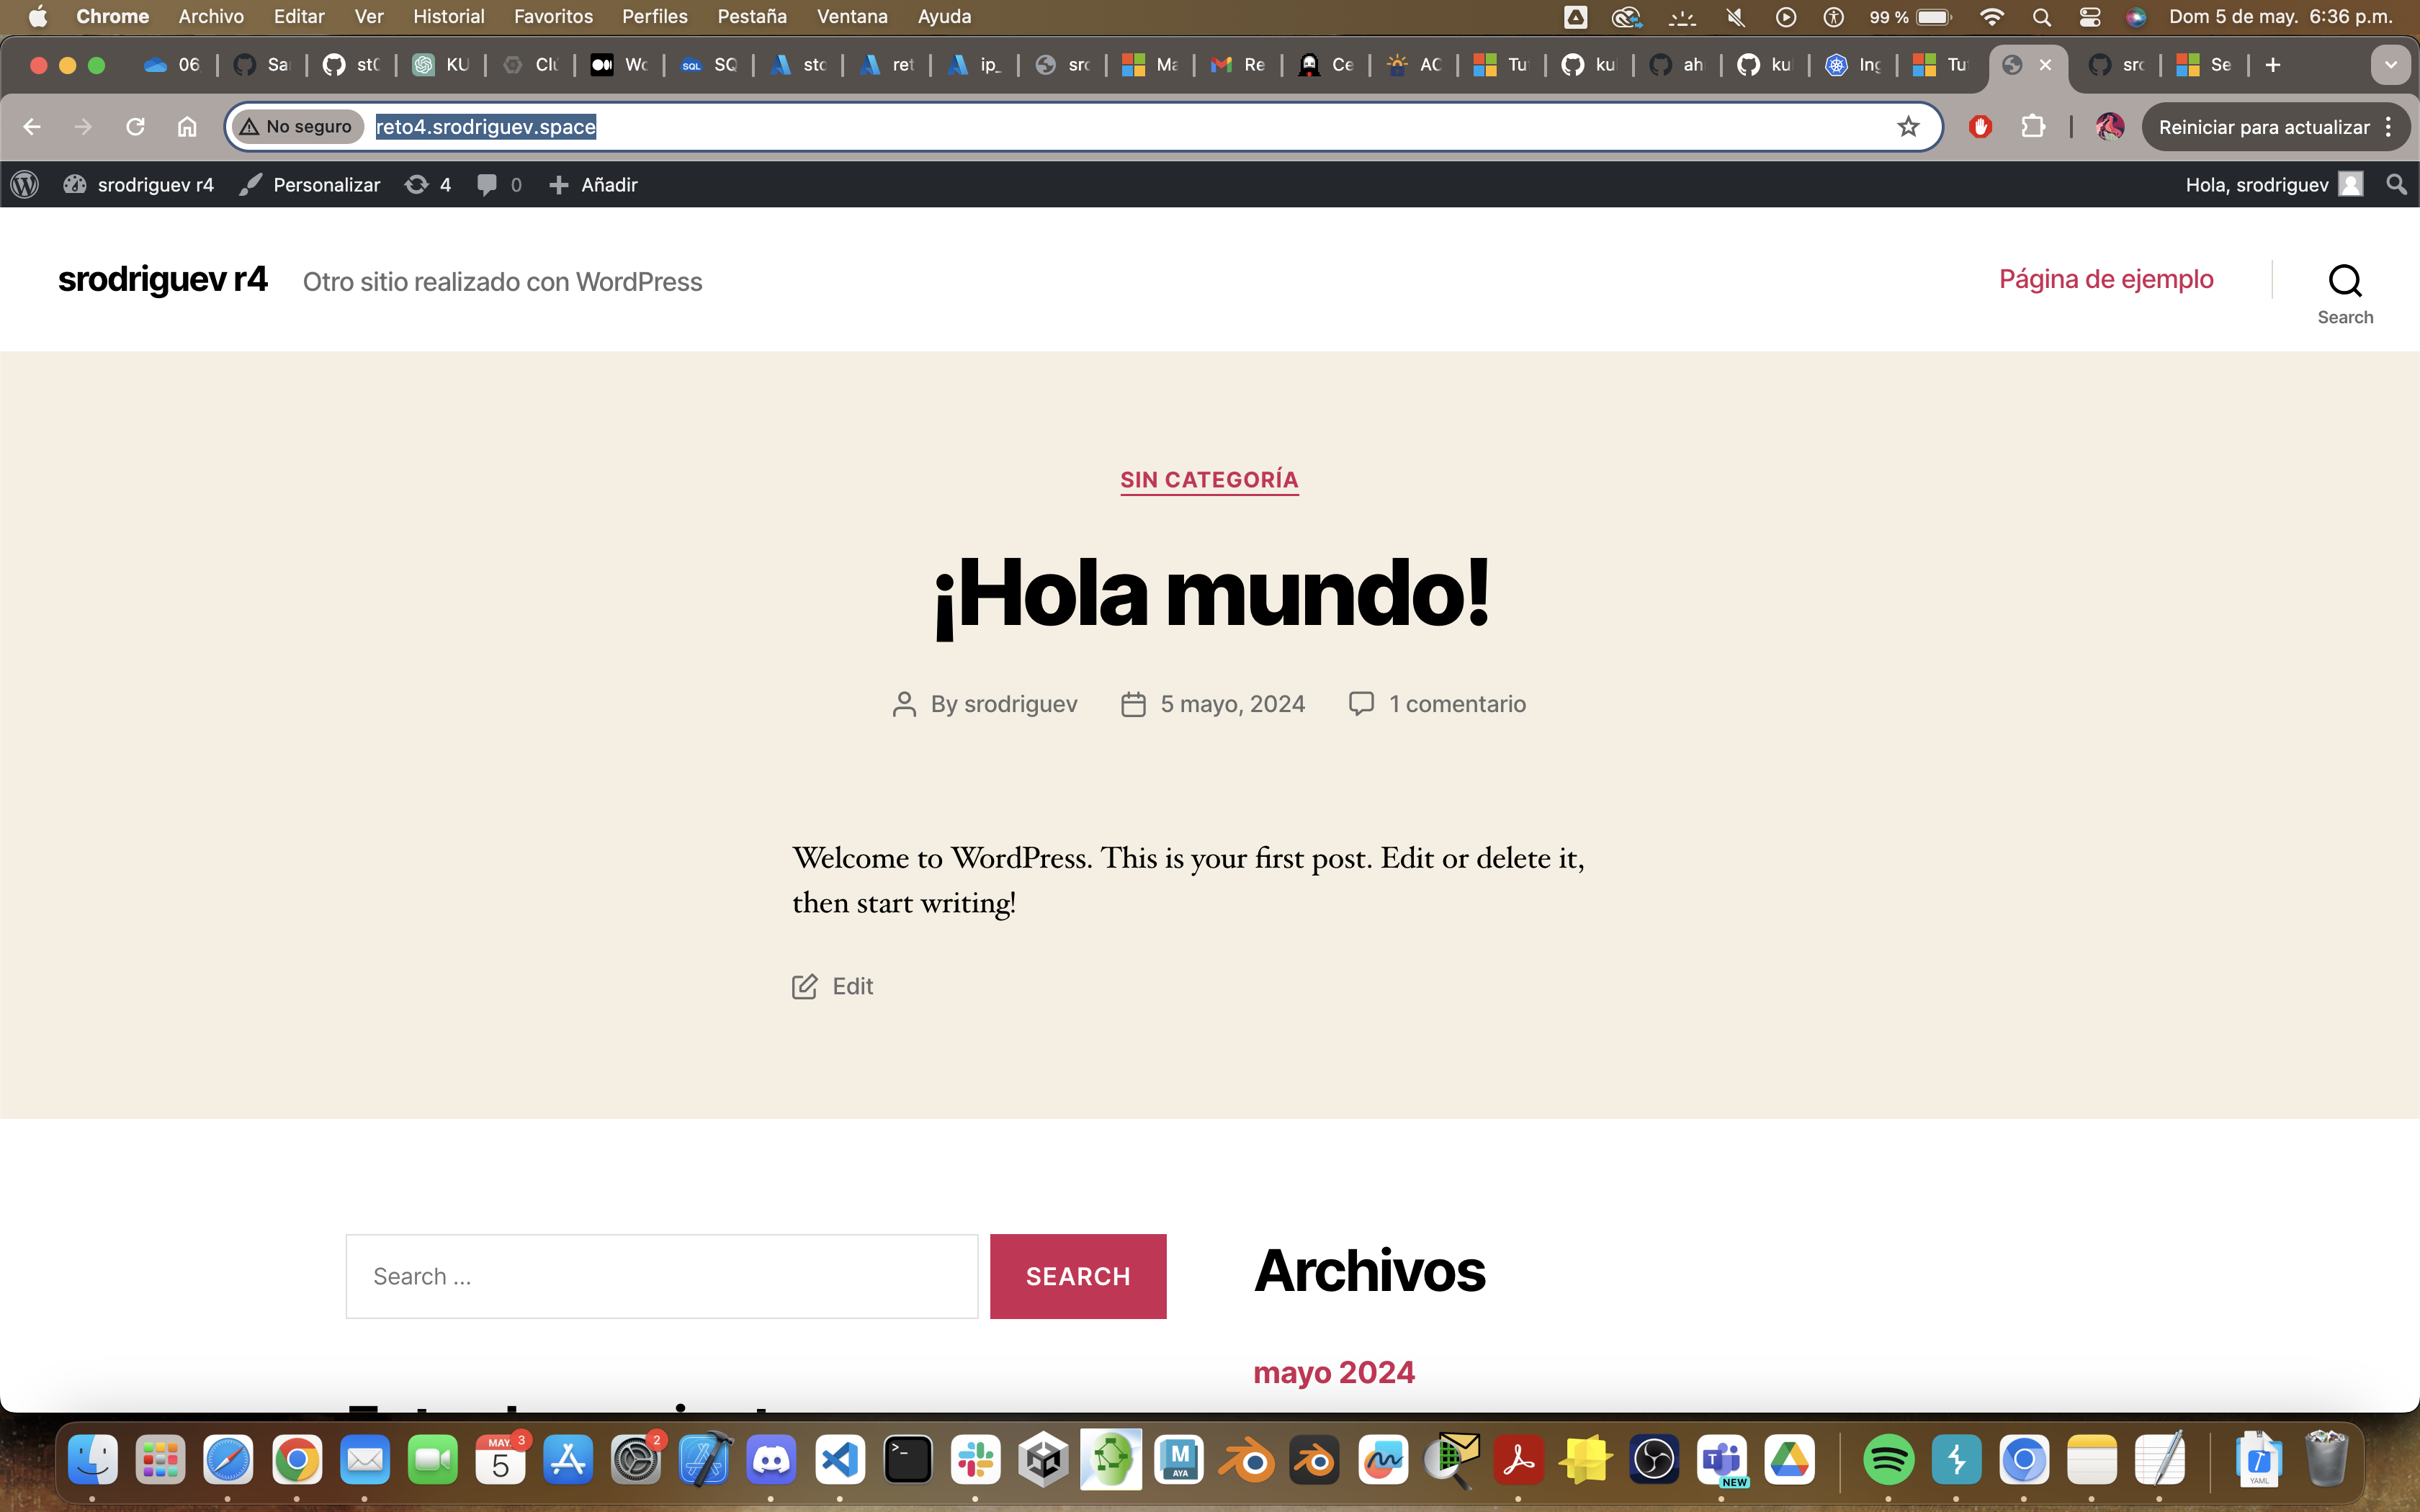 Chrome Archivo Editar Ver Historial Favoritos Perfiles Pestaña Ventana Ayuda 99 % Dom 5 de may. 6:36 p.m.
06 Sa st0 KU Clu Wo SQL SQ sto ret ip_ src Ma Re Ce AC Tu ku ah ku Ing Tu src Se
No seguro reto4.srodriguev.space Reiniciar para actualizar
srodriguev r4 Personalizar 4 0 Añadir Hola, srodriguev
srodriguev r4 Otro sitio realizado con WordPress Página de ejemplo
Search
SIN CATEGORÍA
¡Hola mundo!
By srodriguev 5 mayo, 2024 1 comentario
Welcome to WordPress. This is your first post. Edit or delete it,
then start writing!
Edit
Search ... SEARCH Archivos
mayo 2024
MAY. 3 5 2 M AYA NEW YAML